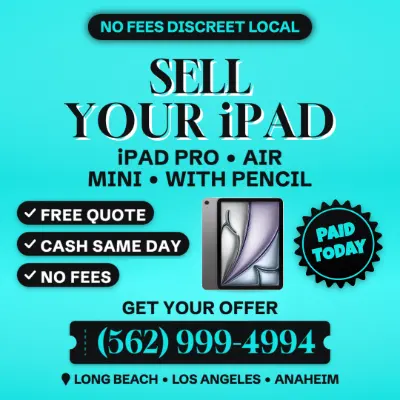 NO FEES DISCREET LOCAL
SELL
YOUR iPAD
iPAD PRO • AIR
MINI • WITH PENCIL
✓ FREE QUOTE
✓ CASH SAME DAY
✓ NO FEES
PAID
TODAY
GET YOUR OFFER
(562) 999-4994
LONG BEACH • LOS ANGELES • ANAHEIM